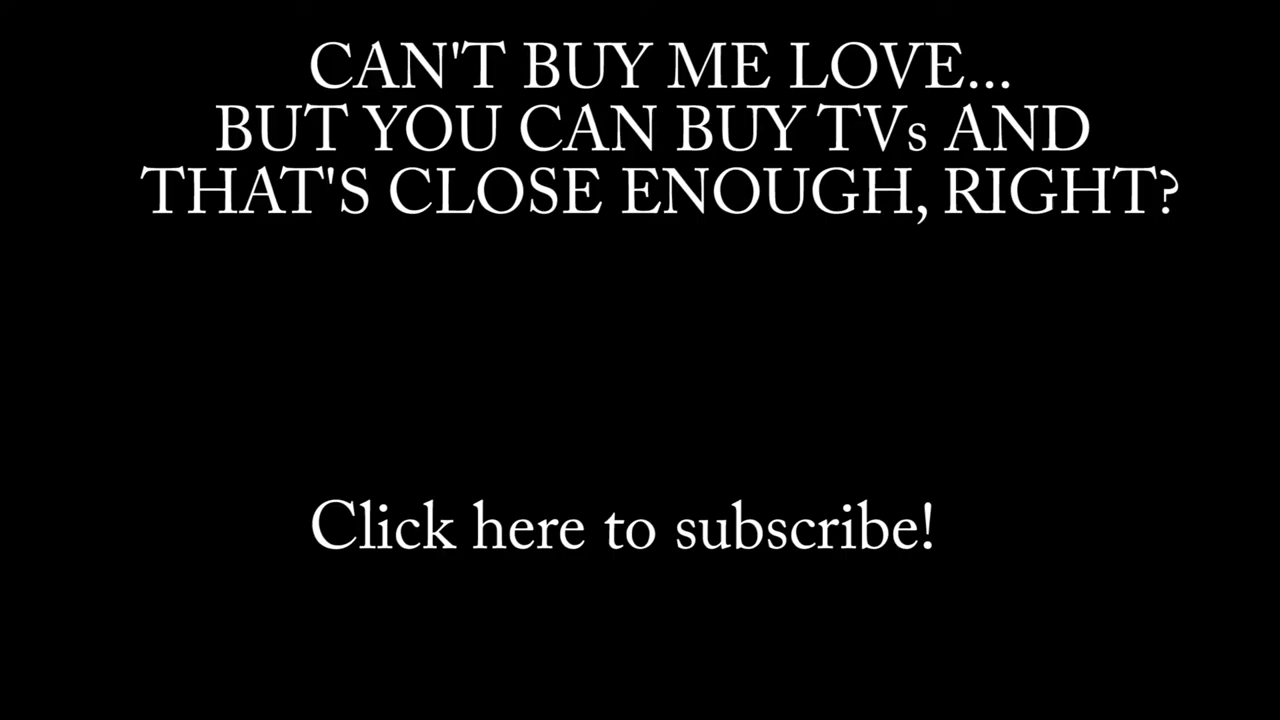 CAN'T BUY ME LOVE...
BUT YOU CAN BUY TVs AND
THAT'S CLOSE ENOUGH, RIGHT?
Click here to subscribe!